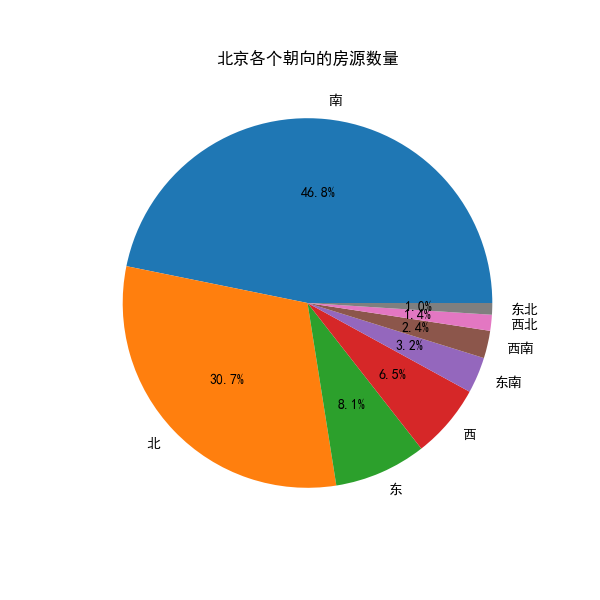 北京各个朝向的房源数量
南
46.8%
1.0%
东北
1.4%
西北
2.4%
西南
3.2%
东南
6.5%
30.7%
8.1%
西
北
东